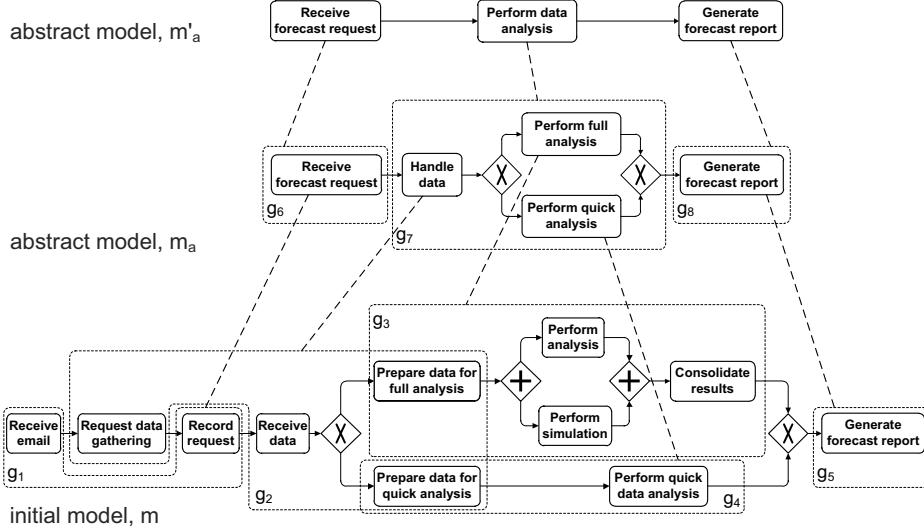 abstract model, m'a
Receive
forecast request
Perform data
analysis
Generate
forecast report
abstract model, ma
Receive
forecast request
Handle
data
Perform full
analysis
Perform quick
analysis
Generate
forecast report
g6
g7
g8
g3
Perform
analysis
Perform
simulation
Consolidate
results
Prepare data for
full analysis
Receive
email
Request data
gathering
Record
request
Receive
data
Generate
forecast report
Prepare data for
quick analysis
Perform quick
data analysis
g1
g2
g4
g5
initial model, m